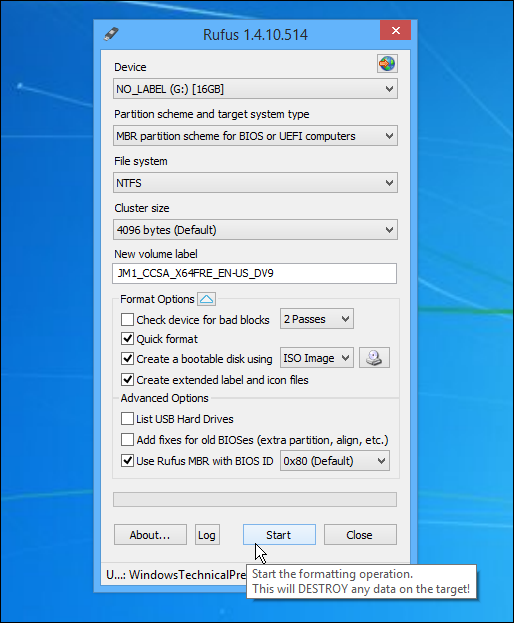 Rufus 1.4.10.514
Device
NO_LABEL (G:) [16GB]
Partition scheme and target system type
MBR partition scheme for BIOS or UEFI computers
File system
NTFS
Cluster size
4096 bytes (Default)
New volume label
JM1_CCSA_X64FRE_EN-US_DV9
Format Options
Check device for bad blocks 2 Passes
Quick format
Create a bootable disk using ISO Image
Create extended label and icon files
Advanced Options
List USB Hard Drives
Add fixes for old BIOSes (extra partition, align, etc.)
Use Rufus MBR with BIOS ID 0x80 (Default)
About... Log Start Close
U...: WindowsTechnicalPre
Start the formatting operation.
This will DESTROY any data on the target!